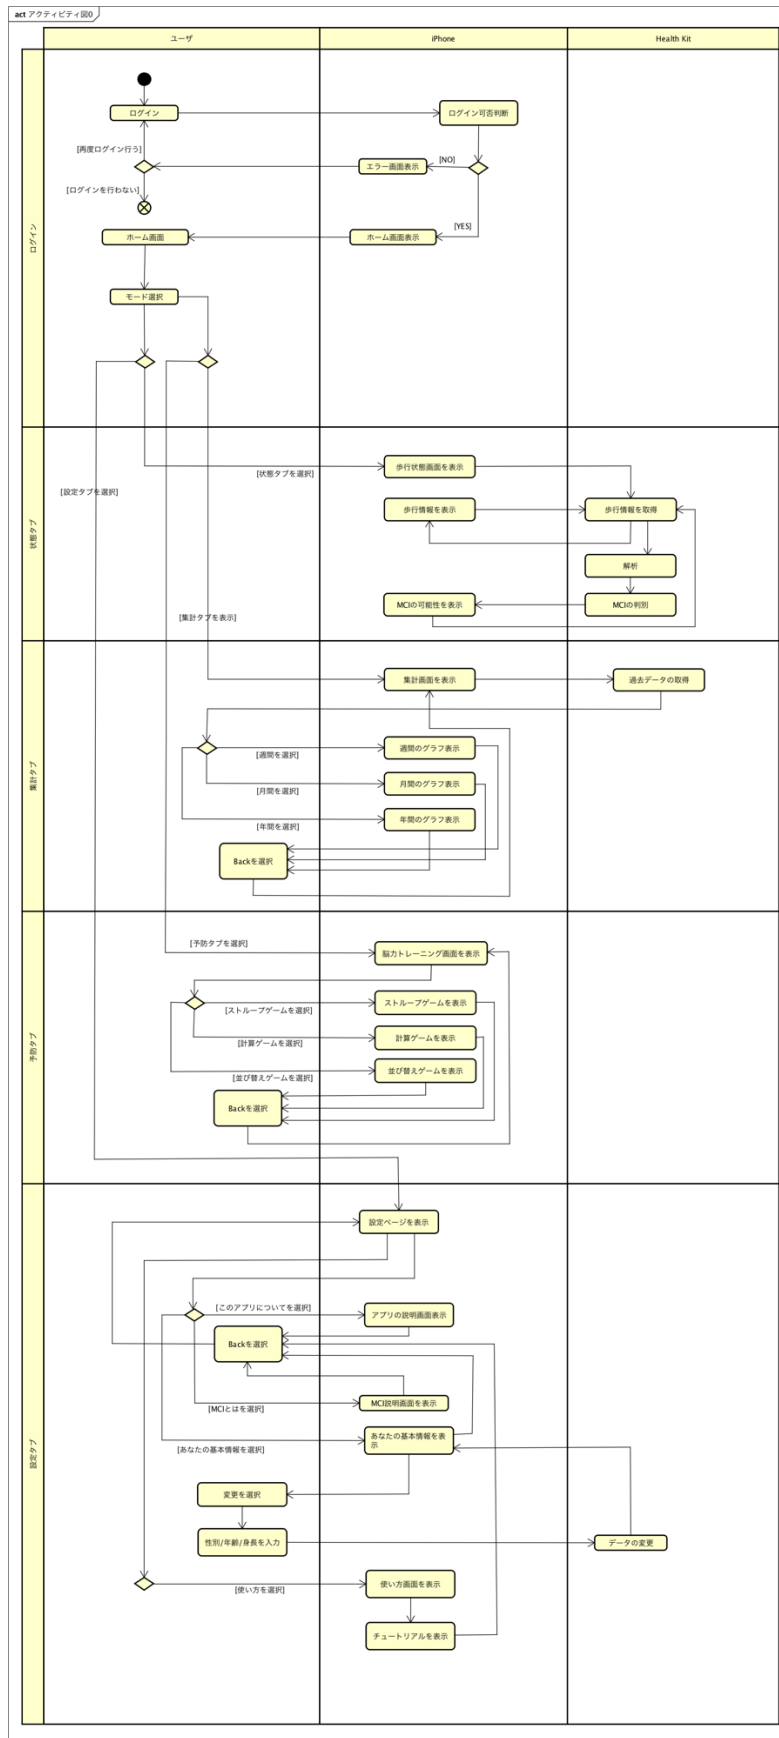 act アクティビティ図0
ユーザ
iPhone
Health Kit
ログイン
ログイン
ログイン可否判断
[再度ログイン行う]
エラー画面表示
[NO]
[ログインを行わない]
[YES]
ホーム画面
ホーム画面表示
モード選択
状態タブ
歩行状態画面を表示
[状態タブを選択]
[設定タブを選択]
歩行情報を表示
歩行情報を取得
解析
MCIの可能性を表示
MCIの判別
[集計タブを表示]
集計タブ
集計画面を表示
過去データの取得
週間のグラフ表示
[週間を選択]
月間のグラフ表示
[月間を選択]
年間のグラフ表示
[年間を選択]
Backを選択
予防タブ
[予防タブを選択]
脳力トレーニング画面を表示
ストループゲームを表示
[ストループゲームを選択]
計算ゲームを表示
[計算ゲームを選択]
並び替えゲームを表示
[並び替えゲームを選択]
Backを選択
設定タブ
設定ページを表示
[このアプリについてを選択]
アプリの説明画面表示
Backを選択
MCI説明画面を表示
[MCIとはを選択]
あなたの基本情報を表
示
[あなたの基本情報を選択]
変更を選択
性別/年齢/身長を入力
データの変更
使い方画面を表示
[使い方を選択]
チュートリアルを表示